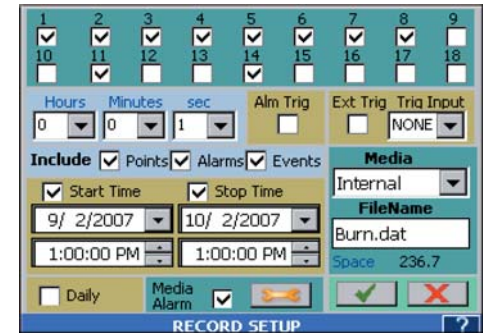 1 2 3 4 5 6 7 8 9
10 11 12 13 14 15 16 17 18
Hours Minutes sec Alm Trig Ext Trig Trig Input
0 0 1 NONE
Include Points Alarms Events Media
Internal
Start Time Stop Time
FileName
9/ 2/2007 10/ 2/2007
Burn.dat
1:00:00 PM 1:00:00 PM
Space 236.7
Daily Media Alarm
RECORD SETUP ?